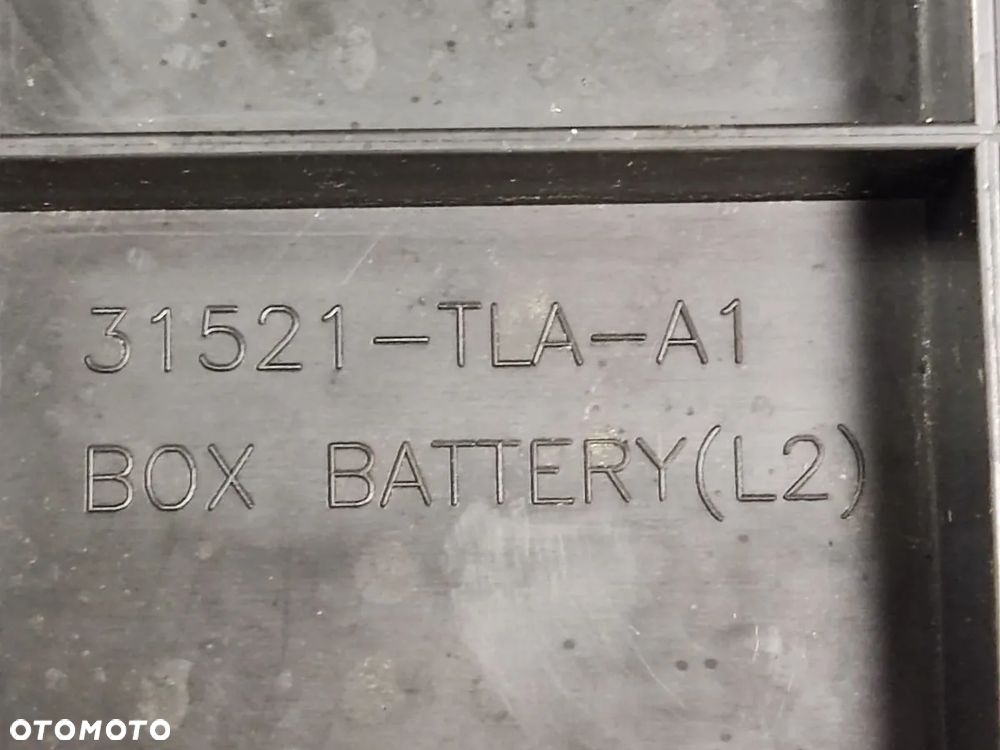 31521-TLA-A1
BOX BATTERY(L2)
OTOMOTO